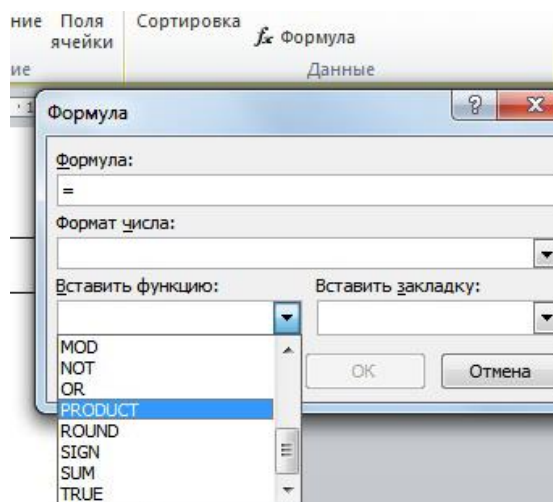 ние Поля Сортировка
ячейки fx Формула
ие Данные
1
Формула
Формула:
=
Формат числа:
Вставить функцию: Вставить закладку:
MOD
NOT
OR
OK Отмена
PRODUCT
ROUND
SIGN
SUM
TRUE